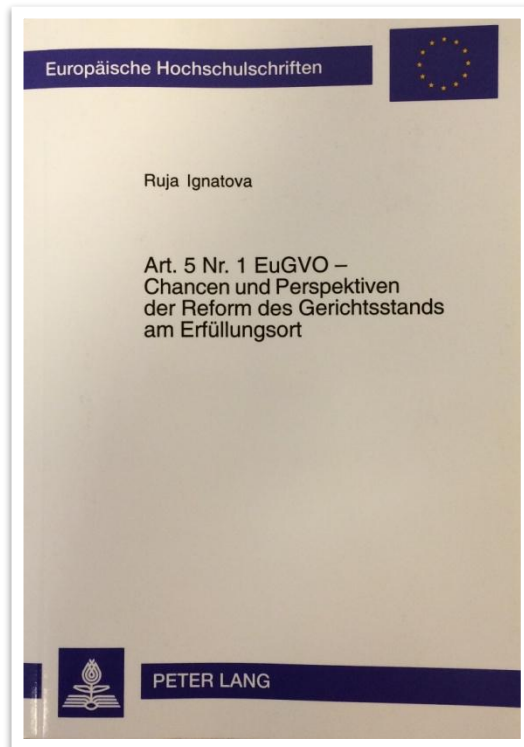 Europäische Hochschulschriften
Ruja Ignatova
Art. 5 Nr. 1 EuGVO –
Chancen und Perspektiven
der Reform des Gerichtsstands
am Erfüllungsort
PETER LANG